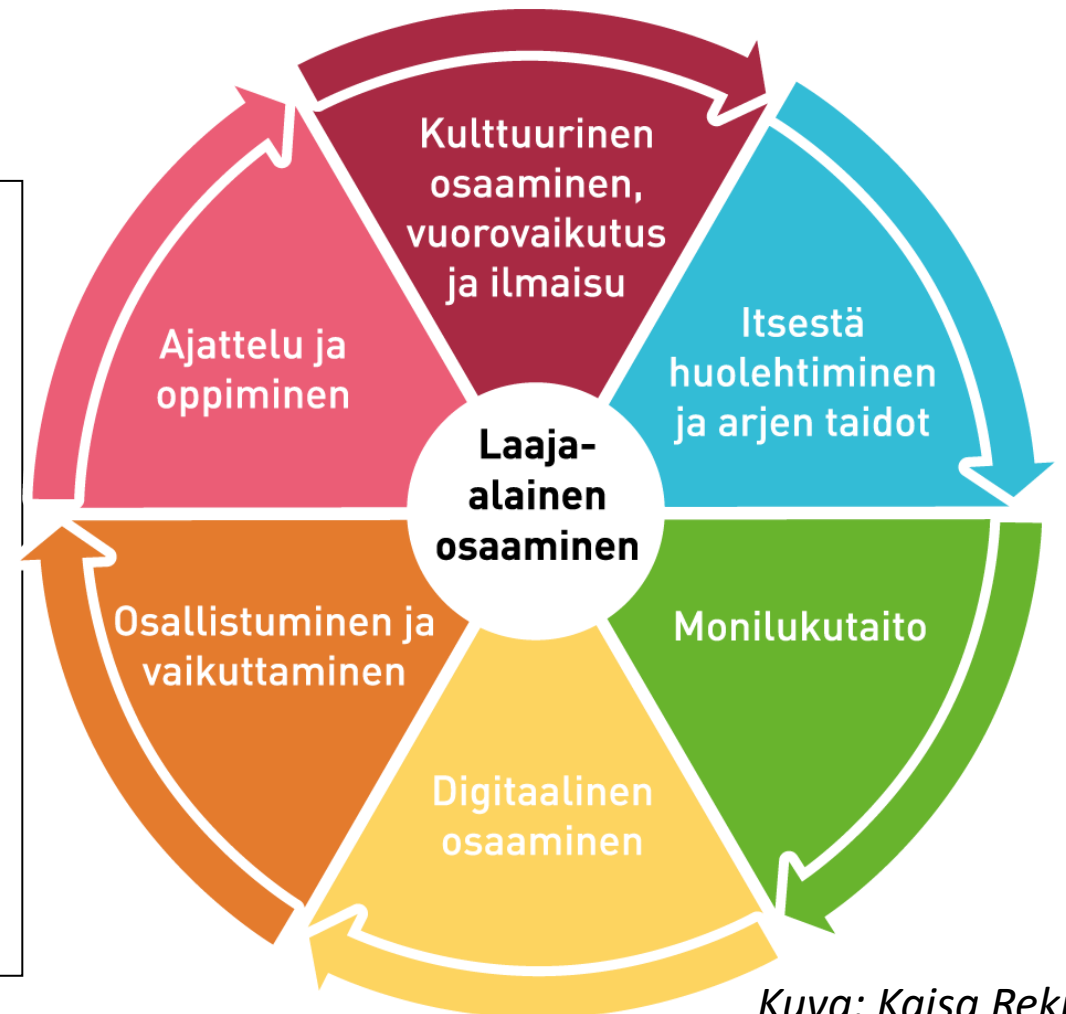 Kulttuurinen
osaaminen,
vuorovaikutus
ja ilmaisu
Itsestä
huolehtiminen
ja arjen taidot
Ajattelu ja
oppiminen
Laaja-
alainen
osaaminen
Osallistuminen ja
vaikuttaminen
Monilukutaito
Digitaalinen
osaaminen
Kuva: Kaisa